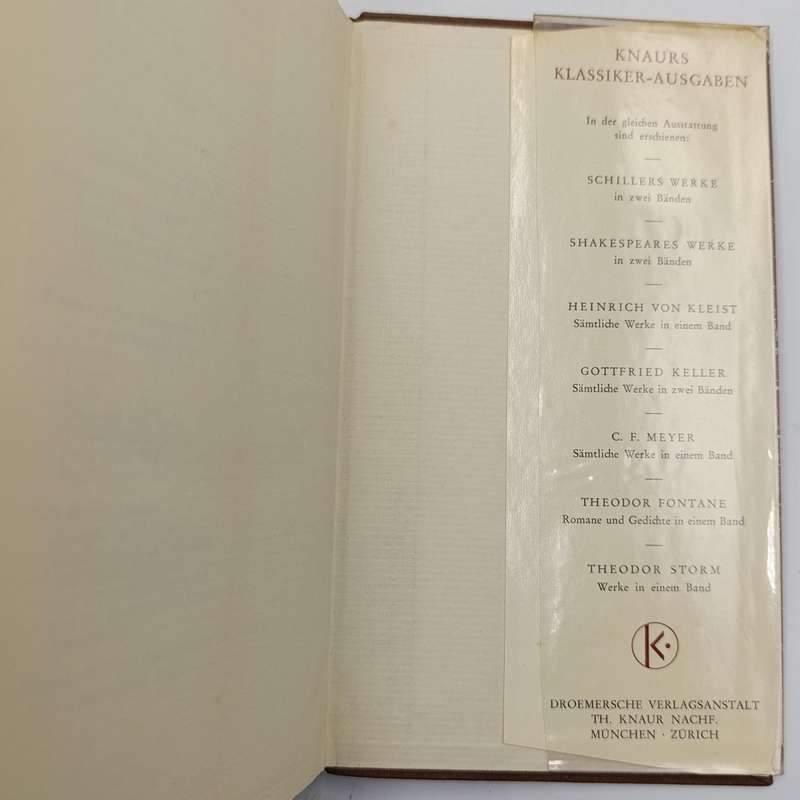 KNAURS
KLASSIKER-AUSGABEN
In der gleichen Ausstattung
sind erschienen:
SCHILLERS WERKE
in zwei Bänden
SHAKESPEARES WERKE
in zwei Bänden
HEINRICH VON KLEIST
Sämtliche Werke in einem Band
GOTTFRIED KELLER
Sämtliche Werke in zwei Bänden
C. F. MEYER
Sämtliche Werke in einem Band
THEODOR FONTANE
Romane und Gedichte in einem Band
THEODOR STORM
Werke in einem Band
K
DROEMERSCHE VERLAGSANSTALT
TH. KNAUR NACHF.
MÜNCHEN · ZÜRICH